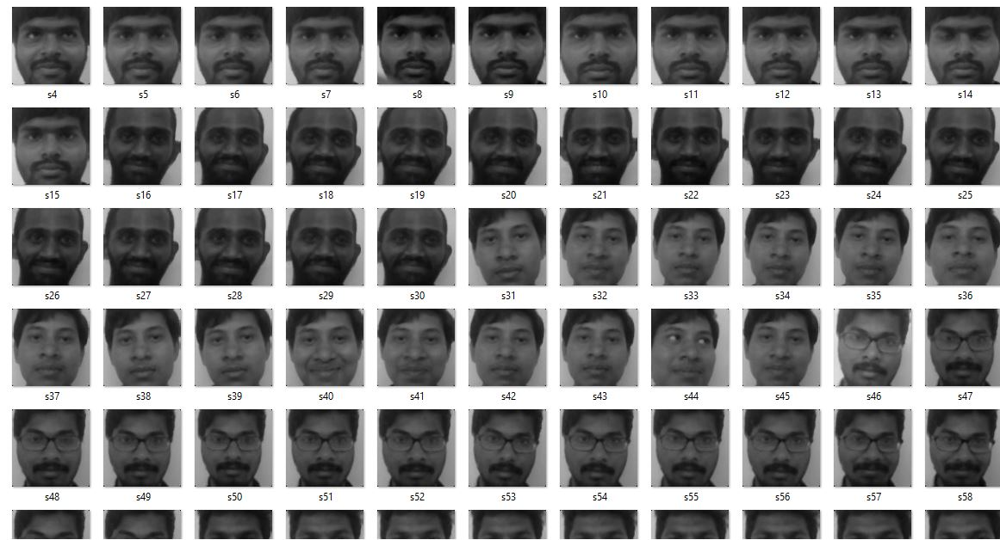 s4 s5 s6 s7 s8 s9 s10 s11 s12 s13 s14
s15 s16 s17 s18 s19 s20 s21 s22 s23 s24 s25
s26 s27 s28 s29 s30 s31 s32 s33 s34 s35 s36
s37 s38 s39 s40 s41 s42 s43 s44 s45 s46 s47
s48 s49 s50 s51 s52 s53 s54 s55 s56 s57 s58